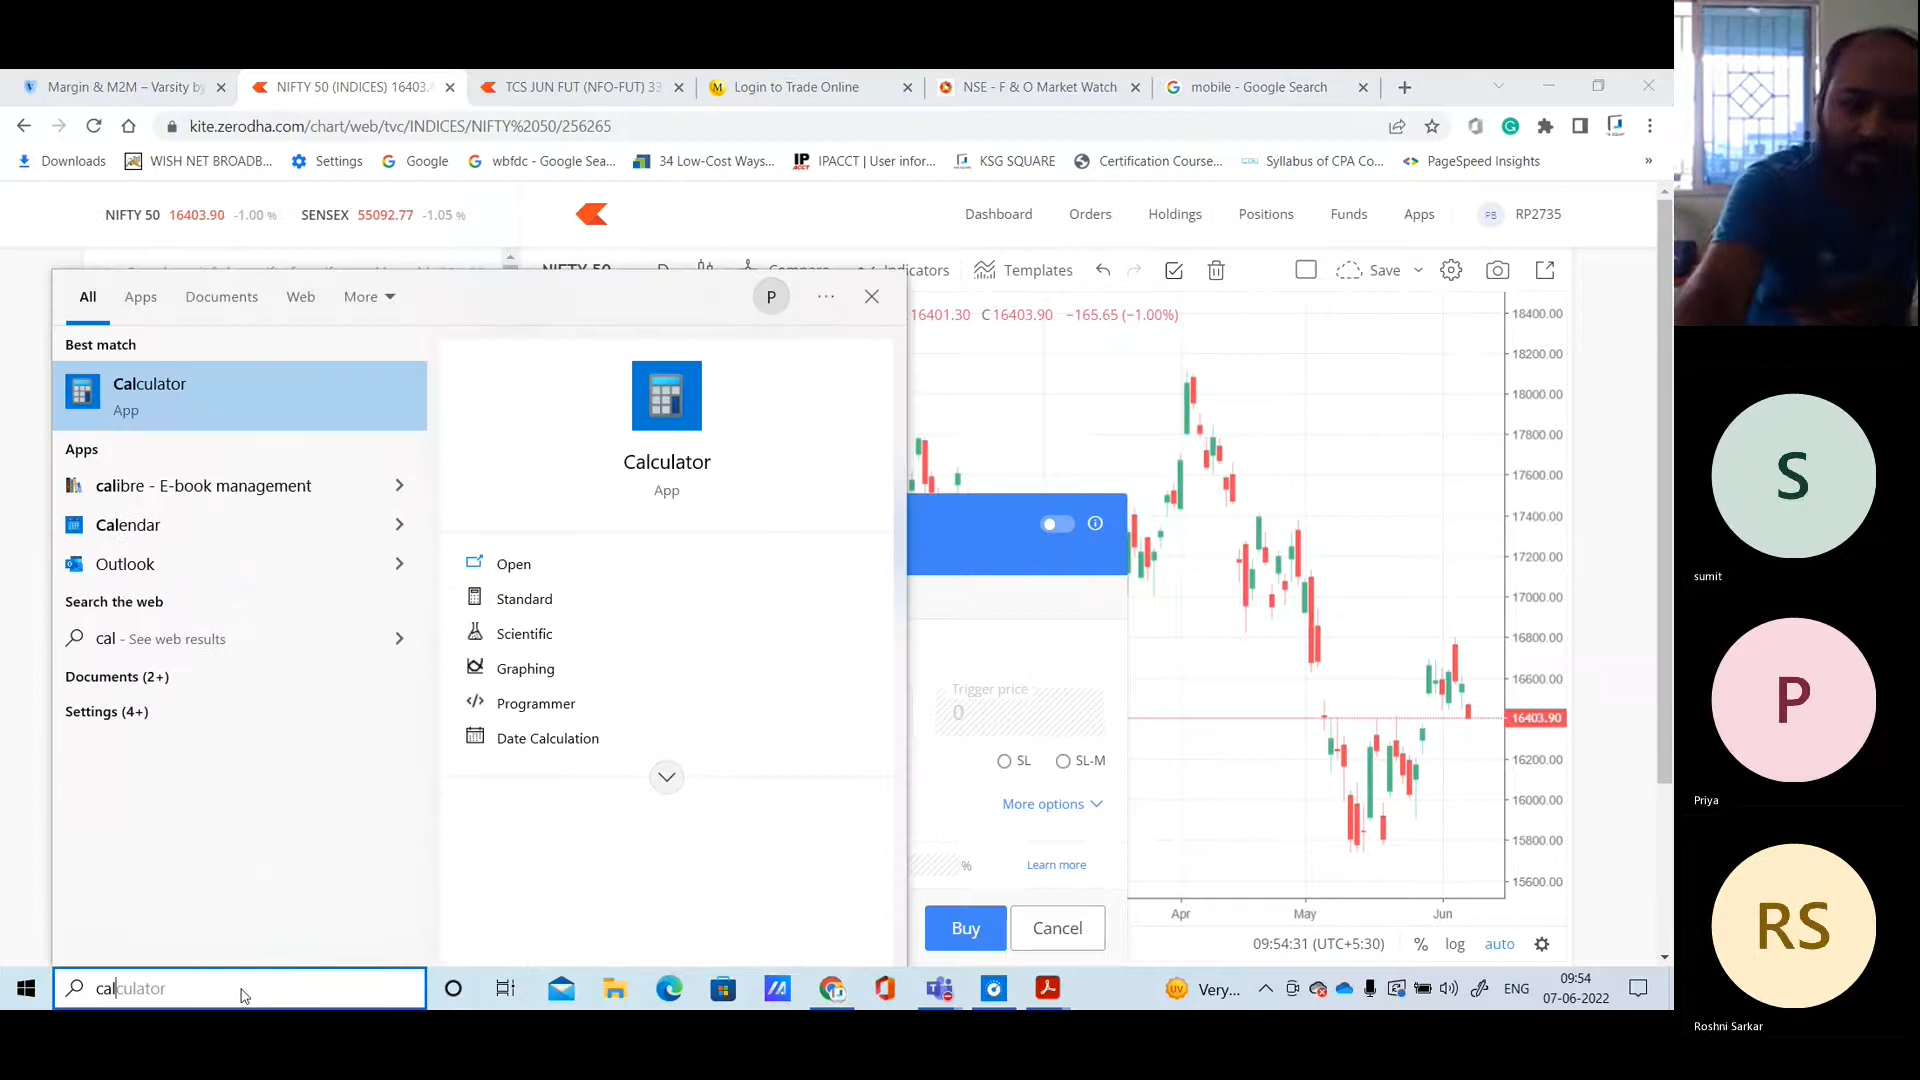 Margin & M2M – Varsity by
NIFTY 50 (INDICES) 16403.
TCS JUN FUT (NFO-FUT) 33
Login to Trade Online
NSE - F & O Market Watch
mobile - Google Search
kite.zerodha.com/chart/web/tvc/INDICES/NIFTY%2050/256265
Downloads
WISH NET BROADB...
Settings
Google
wbfdc - Google Sea...
34 Low-Cost Ways...
IPACCT | User infor...
KSG SQUARE
Certification Course...
Syllabus of CPA Co...
PageSpeed Insights
NIFTY 50 16403.90 -1.00 %
SENSEX 55092.77 -1.05 %
Dashboard
Orders
Holdings
Positions
Funds
Apps
PB
RP2735
NIFTY 50
D
Compare
Indicators
Templates
Save
All
Apps
Documents
Web
More
P
16401.30 C16403.90 −165.65 (−1.00%)
Best match
Calculator
App
Apps
calibre - E-book management
Calendar
Outlook
Search the web
cal - See web results
Documents (2+)
Settings (4+)
Calculator
App
Open
Standard
Scientific
Graphing
Programmer
Date Calculation
Trigger price
0
SL
SL-M
More options
%
Learn more
Buy
Cancel
18400.00
18200.00
18000.00
17800.00
17600.00
17400.00
17200.00
17000.00
16800.00
16600.00
16403.90
16200.00
16000.00
15800.00
15600.00
Apr
May
Jun
09:54:31 (UTC+5:30)
%
log
auto
calculator
Very...
ENG
09:54
07-06-2022
S
sumit
P
Priya
RS
Roshni Sarkar